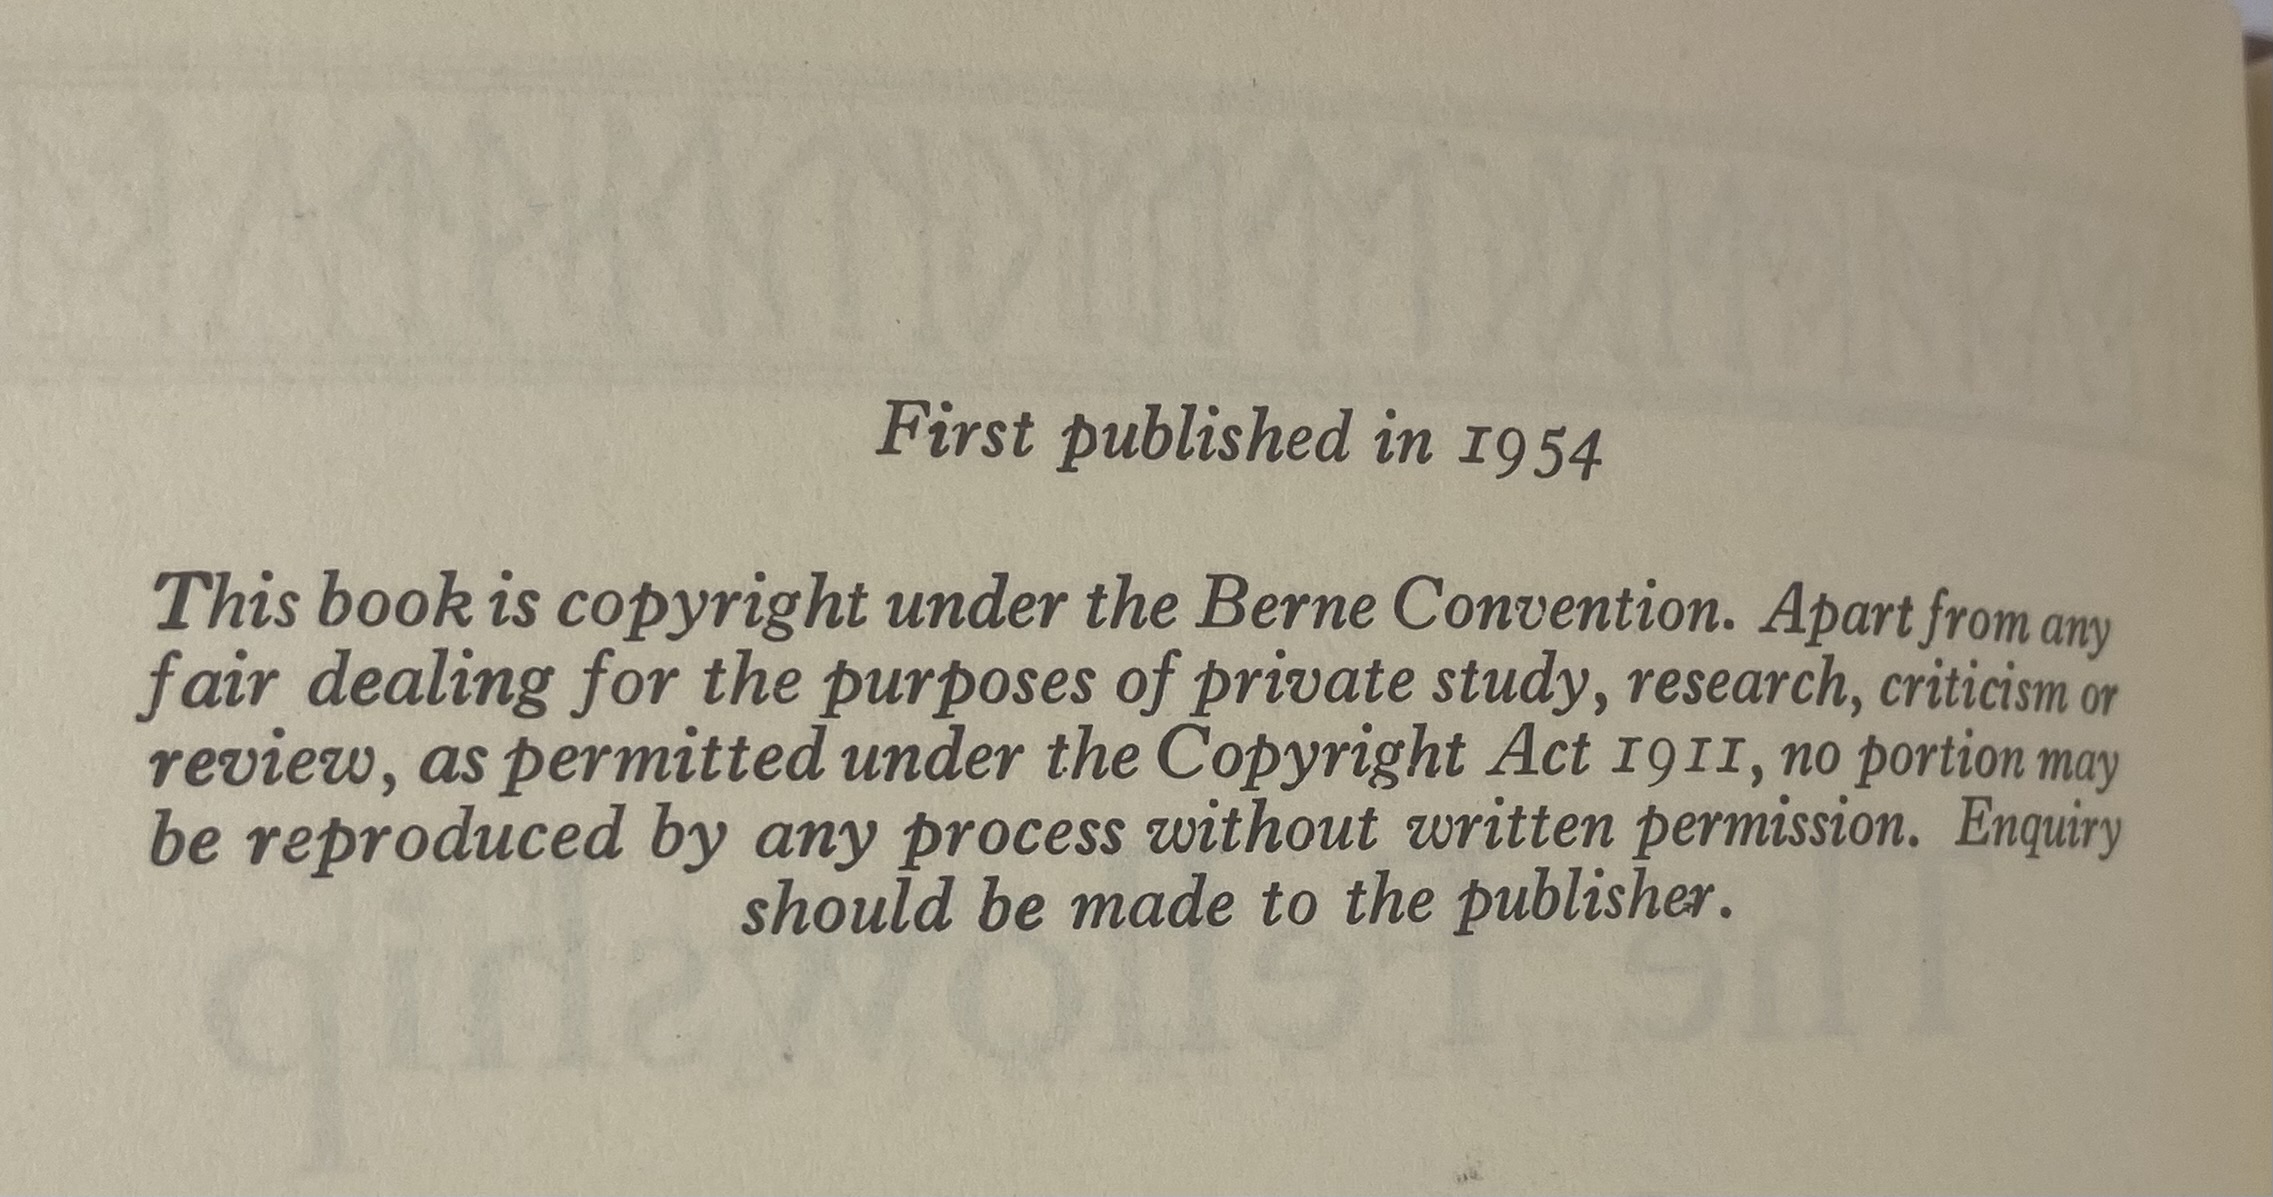 First published in 1954
This book is copyright under the Berne Convention. Apart from any
fair dealing for the purposes of private study, research, criticism or
review, as permitted under the Copyright Act 1911, no portion may
be reproduced by any process without written permission. Enquiry
should be made to the publisher.
The Fellowship